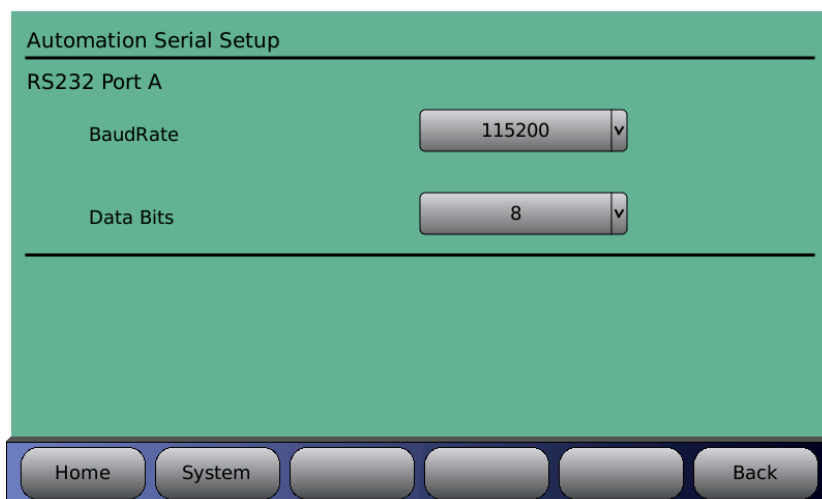 Automation Serial Setup
RS232 Port A
BaudRate 115200
Data Bits 8
Home System Back